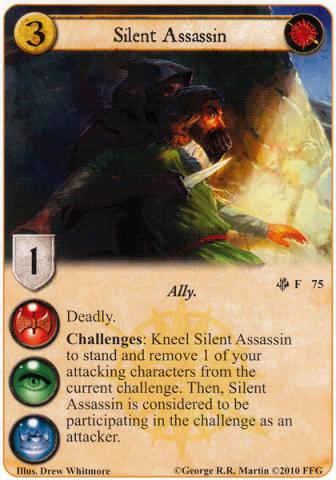 3
Silent Assassin
1
Ally.
F 75
Deadly.
Challenges: Kneel Silent Assassin
to stand and remove 1 of your
attacking characters from the
current challenge. Then, Silent
Assassin is considered to be
participating in the challenge as an
attacker.
Illus. Drew Whitmore ©George R.R. Martin ©2010 FFG